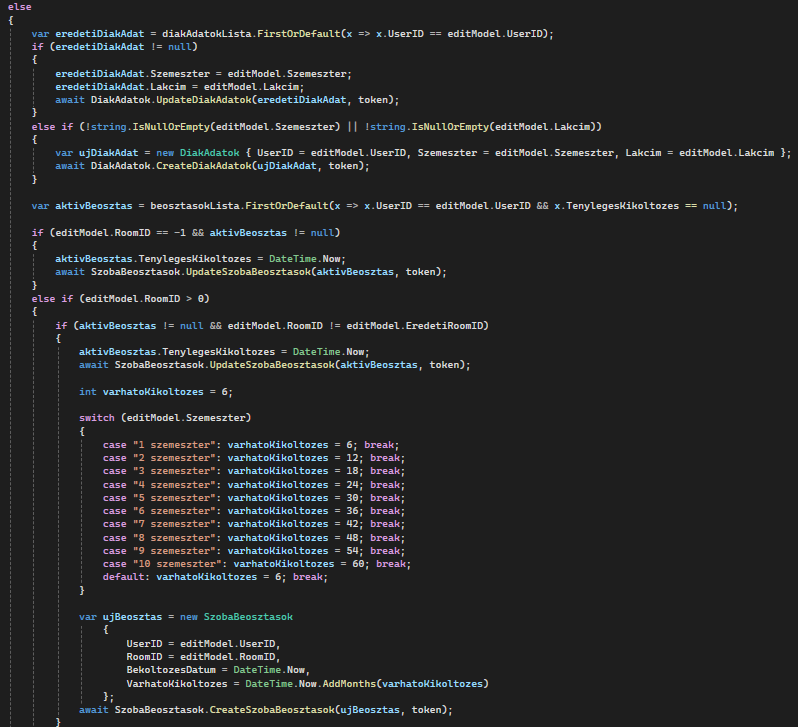 else
{
var eredetiDiakAdat = diakAdatokLista.FirstOrDefault(x => x.UserID == editModel.UserID);
if (eredetiDiakAdat != null)
{
eredetiDiakAdat.Szemeszter = editModel.Szemeszter;
eredetiDiakAdat.Lakcim = editModel.Lakcim;
await DiakAdatok.UpdateDiakAdatok(eredetiDiakAdat, token);
}
else if (!string.IsNullOrEmpty(editModel.Szemeszter) || !string.IsNullOrEmpty(editModel.Lakcim))
{
var ujDiakAdat = new DiakAdatok { UserID = editModel.UserID, Szemeszter = editModel.Szemeszter, Lakcim = editModel.Lakcim };
await DiakAdatok.CreateDiakAdatok(ujDiakAdat, token);
}
var aktivBeosztas = beosztasokLista.FirstOrDefault(x => x.UserID == editModel.UserID && x.TenylegesKikoltozes == null);
if (editModel.RoomID == -1 && aktivBeosztas != null)
{
aktivBeosztas.TenylegesKikoltozes = DateTime.Now;
await SzobaBeosztasok.UpdateSzobaBeosztasok(aktivBeosztas, token);
}
else if (editModel.RoomID > 0)
{
if (aktivBeosztas != null && editModel.RoomID != editModel.EredetiRoomID)
{
aktivBeosztas.TenylegesKikoltozes = DateTime.Now;
await SzobaBeosztasok.UpdateSzobaBeosztasok(aktivBeosztas, token);
int varhatoKikoltozes = 6;
switch (editModel.Szemeszter)
{
case "1 szemeszter": varhatoKikoltozes = 6; break;
case "2 szemeszter": varhatoKikoltozes = 12; break;
case "3 szemeszter": varhatoKikoltozes = 18; break;
case "4 szemeszter": varhatoKikoltozes = 24; break;
case "5 szemeszter": varhatoKikoltozes = 30; break;
case "6 szemeszter": varhatoKikoltozes = 36; break;
case "7 szemeszter": varhatoKikoltozes = 42; break;
case "8 szemeszter": varhatoKikoltozes = 48; break;
case "9 szemeszter": varhatoKikoltozes = 54; break;
case "10 szemeszter": varhatoKikoltozes = 60; break;
default: varhatoKikoltozes = 6; break;
}
var ujBeosztas = new SzobaBeosztasok
{
UserID = editModel.UserID,
RoomID = editModel.RoomID,
BekoltozesDatum = DateTime.Now,
VarhatoKikoltozes = DateTime.Now.AddMonths(varhatoKikoltozes)
};
await SzobaBeosztasok.CreateSzobaBeosztasok(ujBeosztas, token);
}